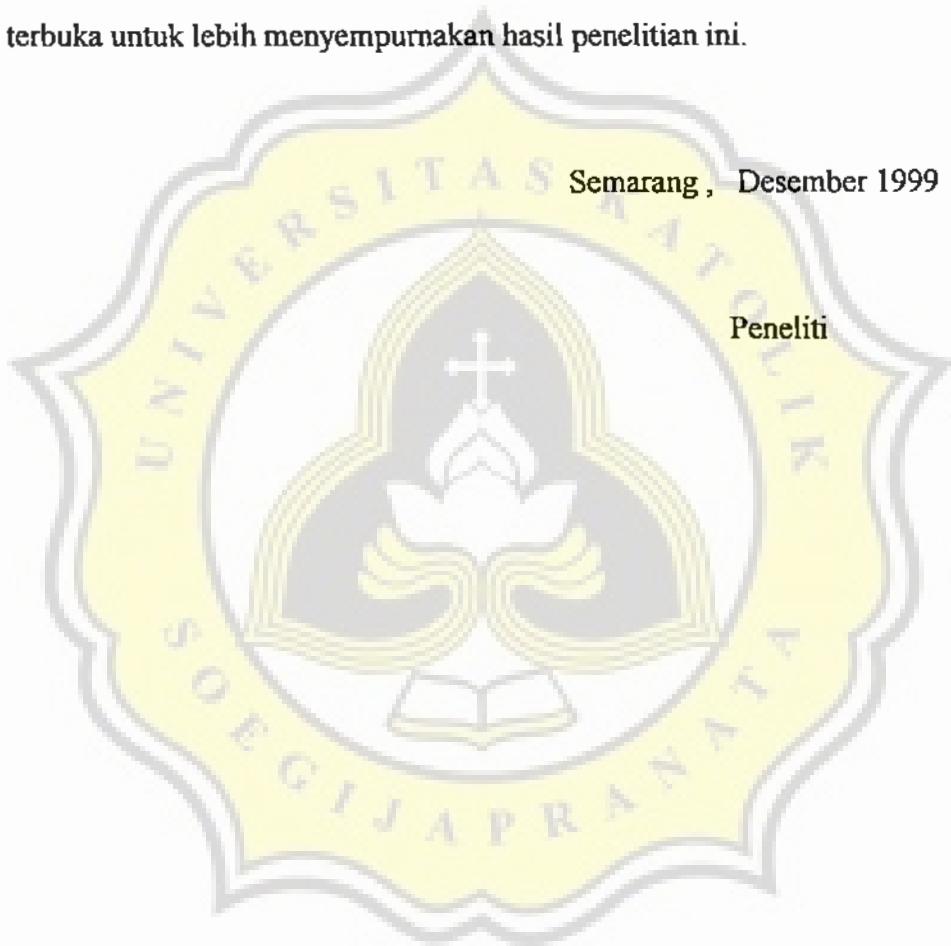 terbuka untuk lebih menyempurnakan hasil penelitian ini.
Semarang , Desember 1999
Peneliti
UNIVERSITAS KATOLIK
SOEGIJAPRANATA